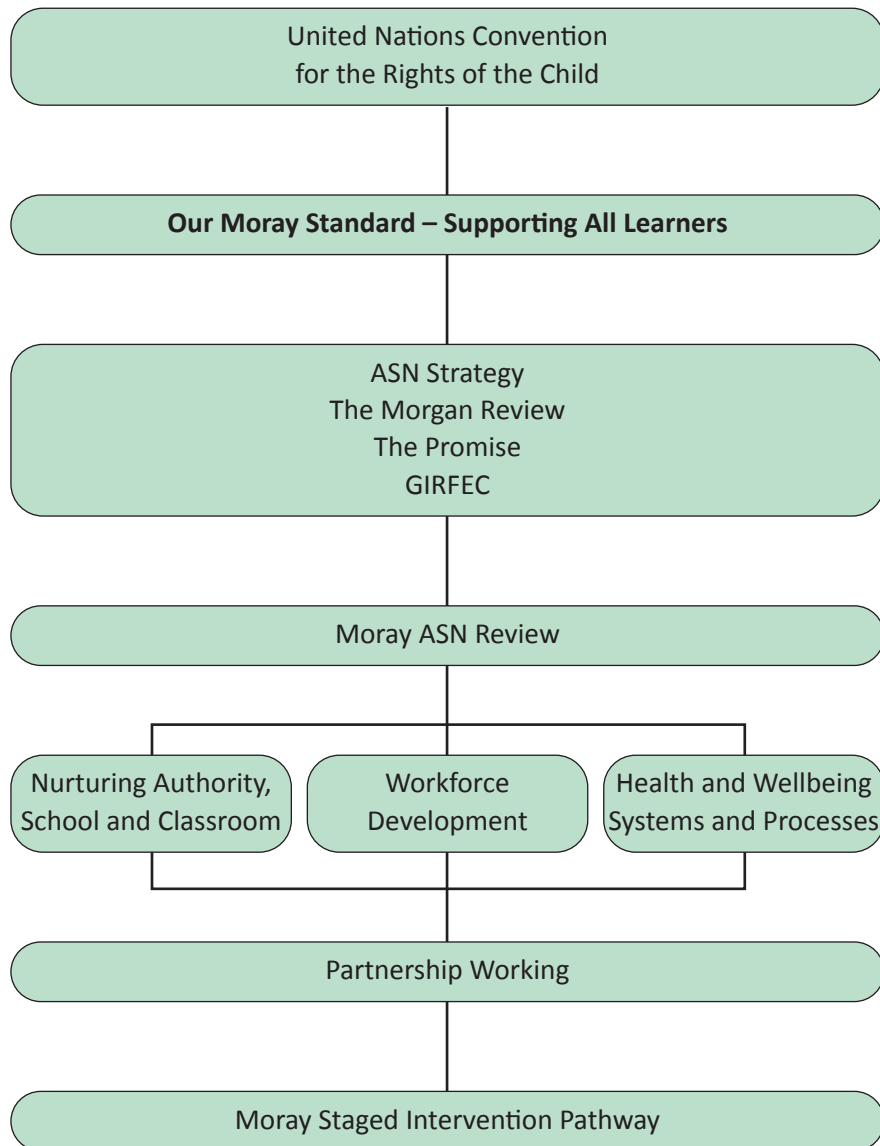 United Nations Convention
for the Rights of the Child
Our Moray Standard – Supporting All Learners
ASN Strategy
The Morgan Review
The Promise
GIRFEC
Moray ASN Review
Nurturing Authority,
School and Classroom
Workforce
Development
Health and Wellbeing
Systems and Processes
Partnership Working
Moray Staged Intervention Pathway